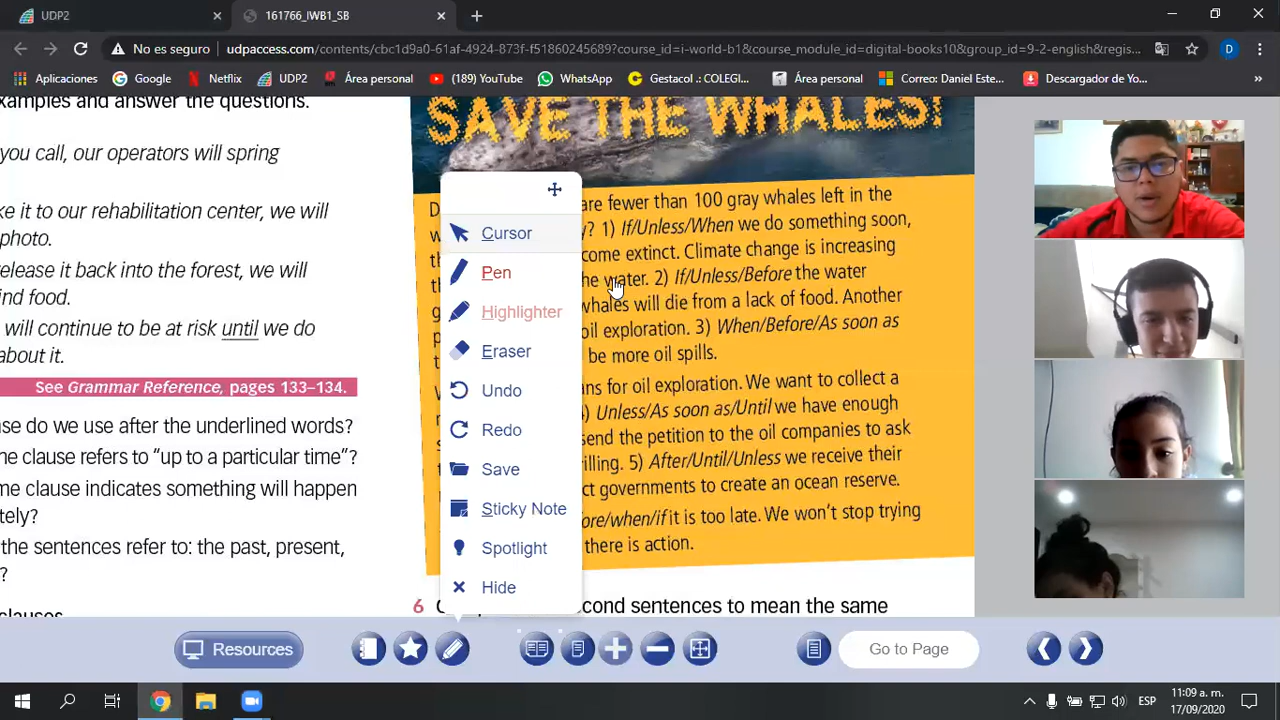 UDP2
161766_IWB1_SB
No es seguro
udpaccess.com/contents/cbc1d9a0-61af-4924-873f-f51860245689?course_id=i-world-b1&course_module_id=digital-books10&group_id=9-2-english&regis...
D
Aplicaciones
Google
Netflix
UDP2
Área personal
(189) YouTube
WhatsApp
Gestacol .: COLEGI...
Área personal
Correo: Daniel Este...
Descargador de Yo...
»
examples and answer the questions.
you call, our operators will spring
ke it to our rehabilitation center, we will
photo.
release it back into the forest, we will
ind food.
will continue to be at risk until we do
about it.
See Grammar Reference, pages 133–134.
se do we use after the underlined words?
ne clause refers to “up to a particular time”?
me clause indicates something will happen
tely?
the sentences refer to: the past, present,
?
clauses
SAVE THE WHALES!
D
are fewer than 100 gray whales left in the
y? 1) If/Unless/When we do something soon,
come extinct. Climate change is increasing
he water. 2) If/Unless/Before the water
whales will die from a lack of food. Another
oil exploration. 3) When/Before/As soon as
be more oil spills.
ans for oil exploration. We want to collect a
4) Unless/As soon as/Until we have enough
send the petition to the oil companies to ask
rilling. 5) After/Until/Unless we receive their
ct governments to create an ocean reserve.
ore/when/if it is too late. We won’t stop trying
there is action.
6
second sentences to mean the same
Cursor
Pen
Highlighter
Eraser
Undo
Redo
Save
Sticky Note
Spotlight
Hide
Resources
Go to Page
ESP
11:09 a. m.
17/09/2020